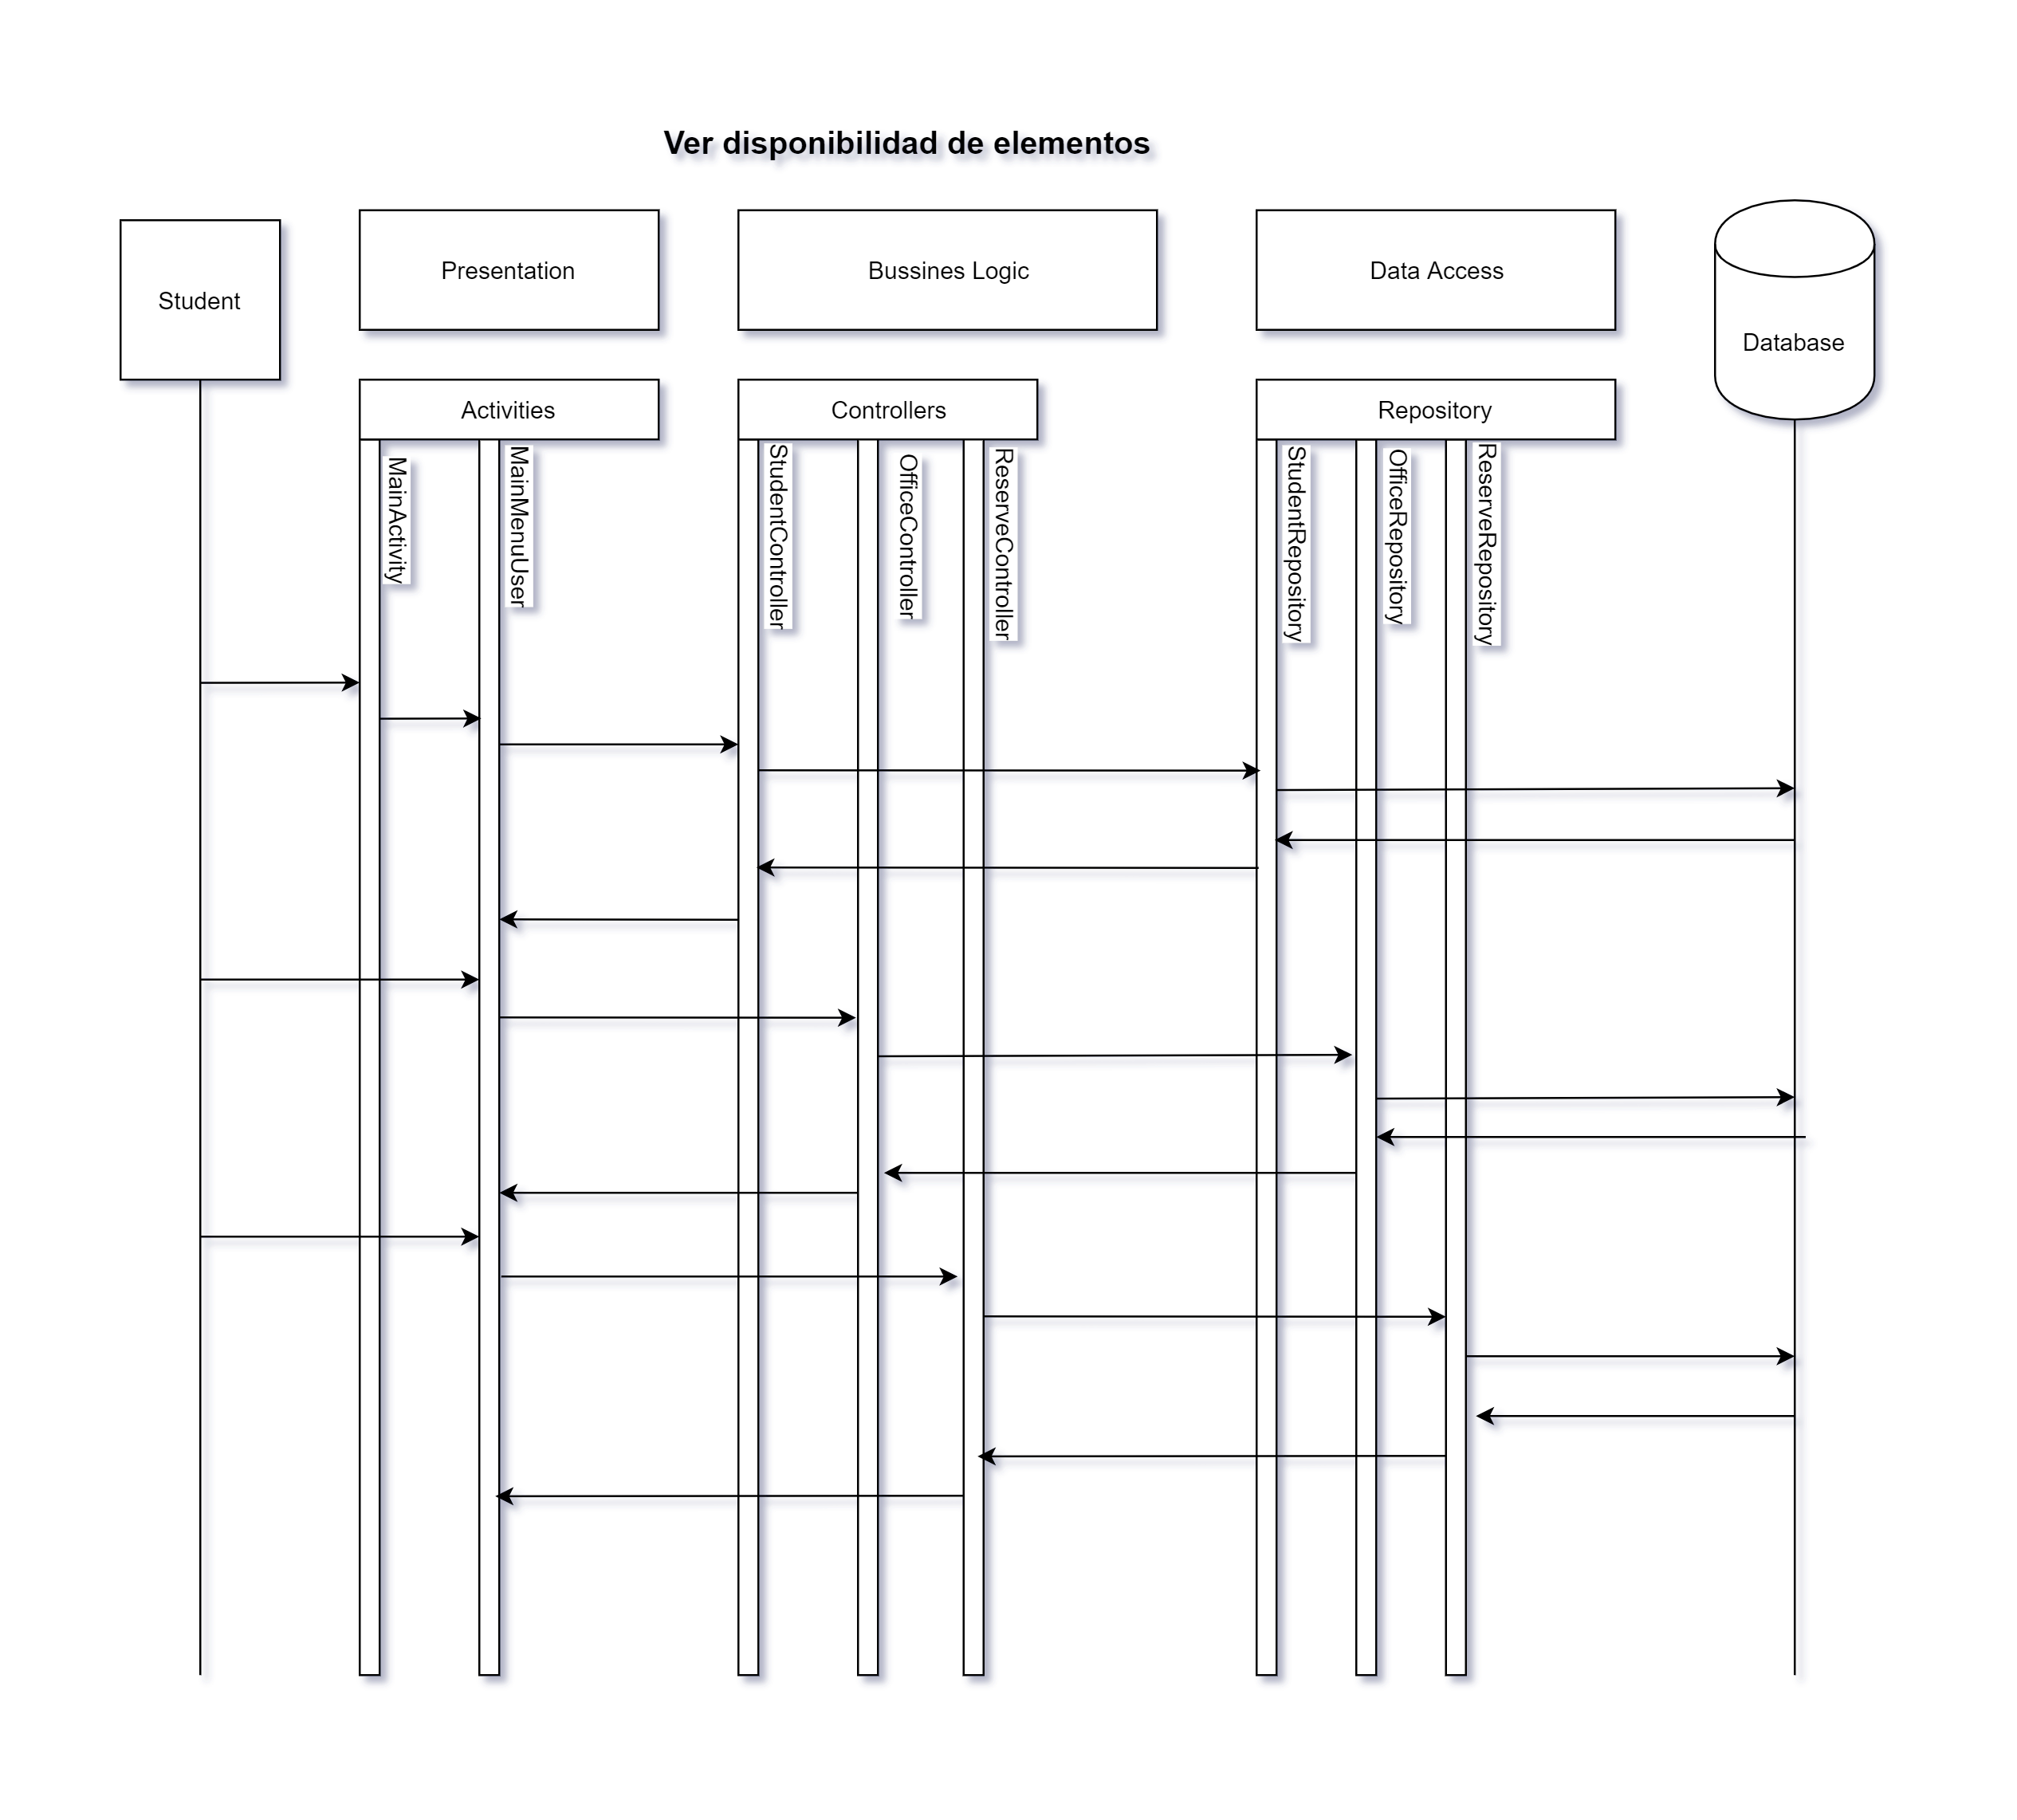 Ver disponibilidad de elementos
Student
Presentation
Bussines Logic
Data Access
Database
Activities
Controllers
Repository
MainActivity
MainMenuUser
StudentController
OfficeController
ReserveController
StudentRepository
OfficeRepository
ReserveRepository